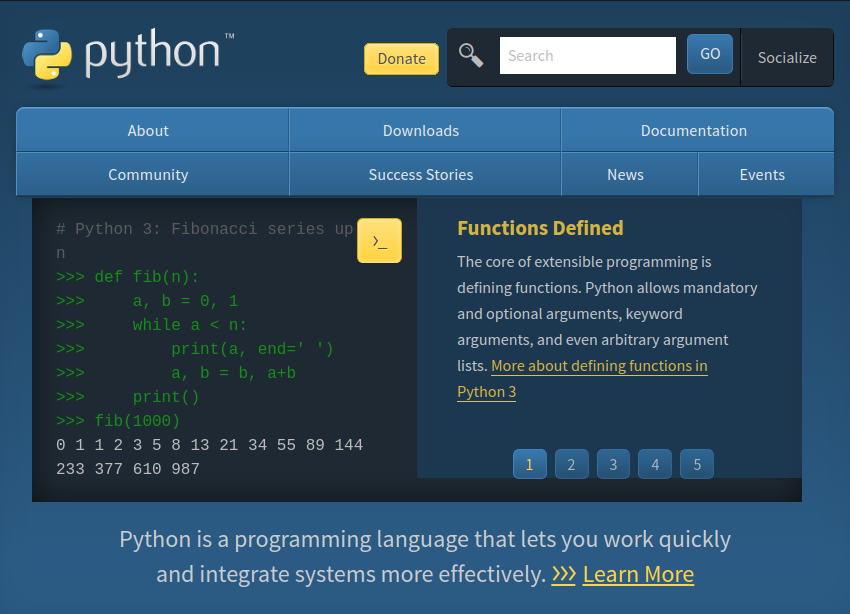 python™
Donate
Search
GO
Socialize
About
Downloads
Documentation
Community
Success Stories
News
Events
# Python 3: Fibonacci series up
n
>>> def fib(n):
>>>     a, b = 0, 1
>>>     while a < n:
>>>         print(a, end=' ')
>>>         a, b = b, a+b
>>>     print()
>>> fib(1000)
0 1 1 2 3 5 8 13 21 34 55 89 144
233 377 610 987
>_
Functions Defined
The core of extensible programming is
defining functions. Python allows mandatory
and optional arguments, keyword
arguments, and even arbitrary argument
lists. More about defining functions in
Python 3
1 2 3 4 5
Python is a programming language that lets you work quickly
and integrate systems more effectively. >>> Learn More